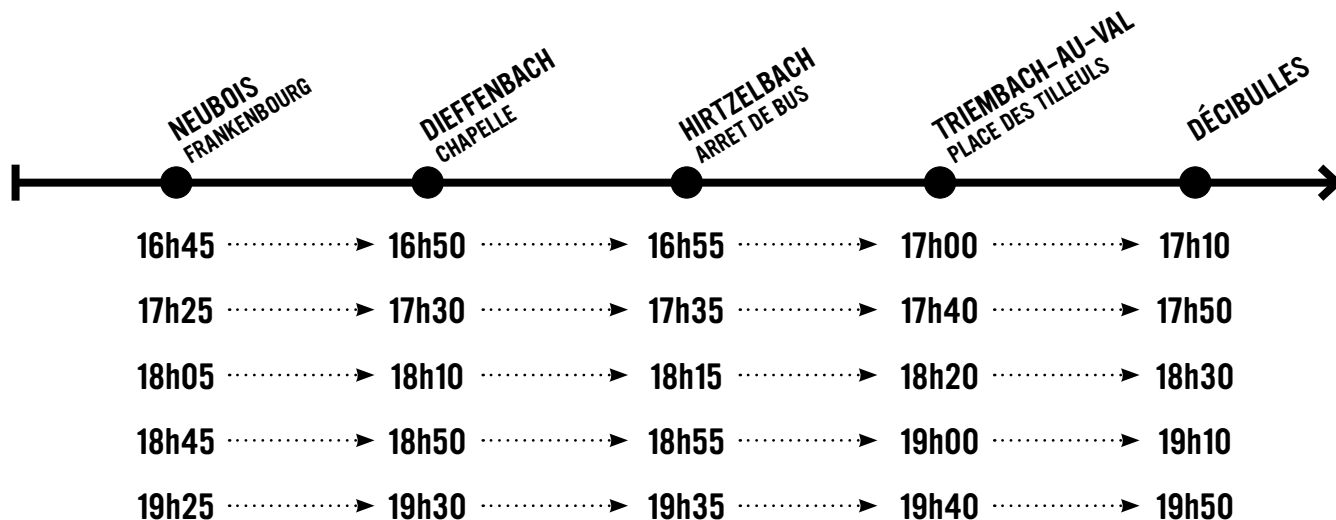 NEUBOIS
FRANKENBOURG
DIEFFENBACH
CHAPELLE
HIRTZELBACH
ARRET DE BUS
TRIEMBACH-AU-VAL
PLACE DES TILLEULS
DÉCIBULLES
16h45 16h50 16h55 17h00 17h10
17h25 17h30 17h35 17h40 17h50
18h05 18h10 18h15 18h20 18h30
18h45 18h50 18h55 19h00 19h10
19h25 19h30 19h35 19h40 19h50